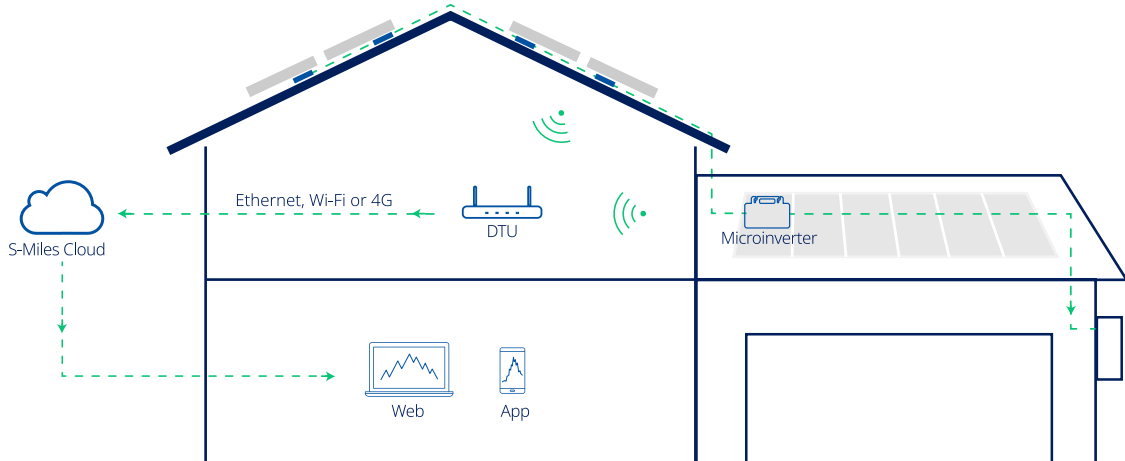 Ethernet, Wi-Fi or 4G
DTU
S-Miles Cloud
Microinverter
Web
App